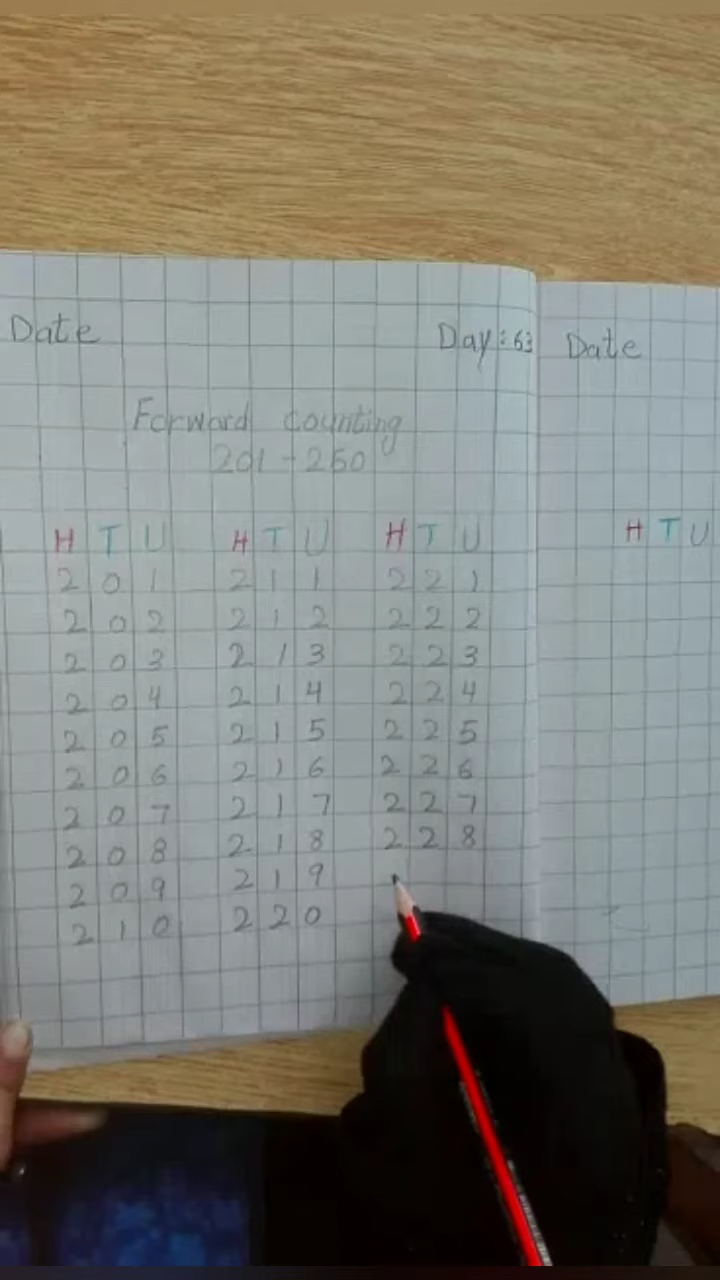 Date Day: 63 Date
Forward counting
201 - 250
H T U H T U H T U H T U
2 0 1 2 1 1 2 2 1
2 0 2 2 1 2 2 2 2
2 0 3 2 1 3 2 2 3
2 0 4 2 1 4 2 2 4
2 0 5 2 1 5 2 2 5
2 0 6 2 1 6 2 2 6
2 0 7 2 1 7 2 2 7
2 0 8 2 1 8 2 2 8
2 0 9 2 1 9
2 1 0 2 2 0